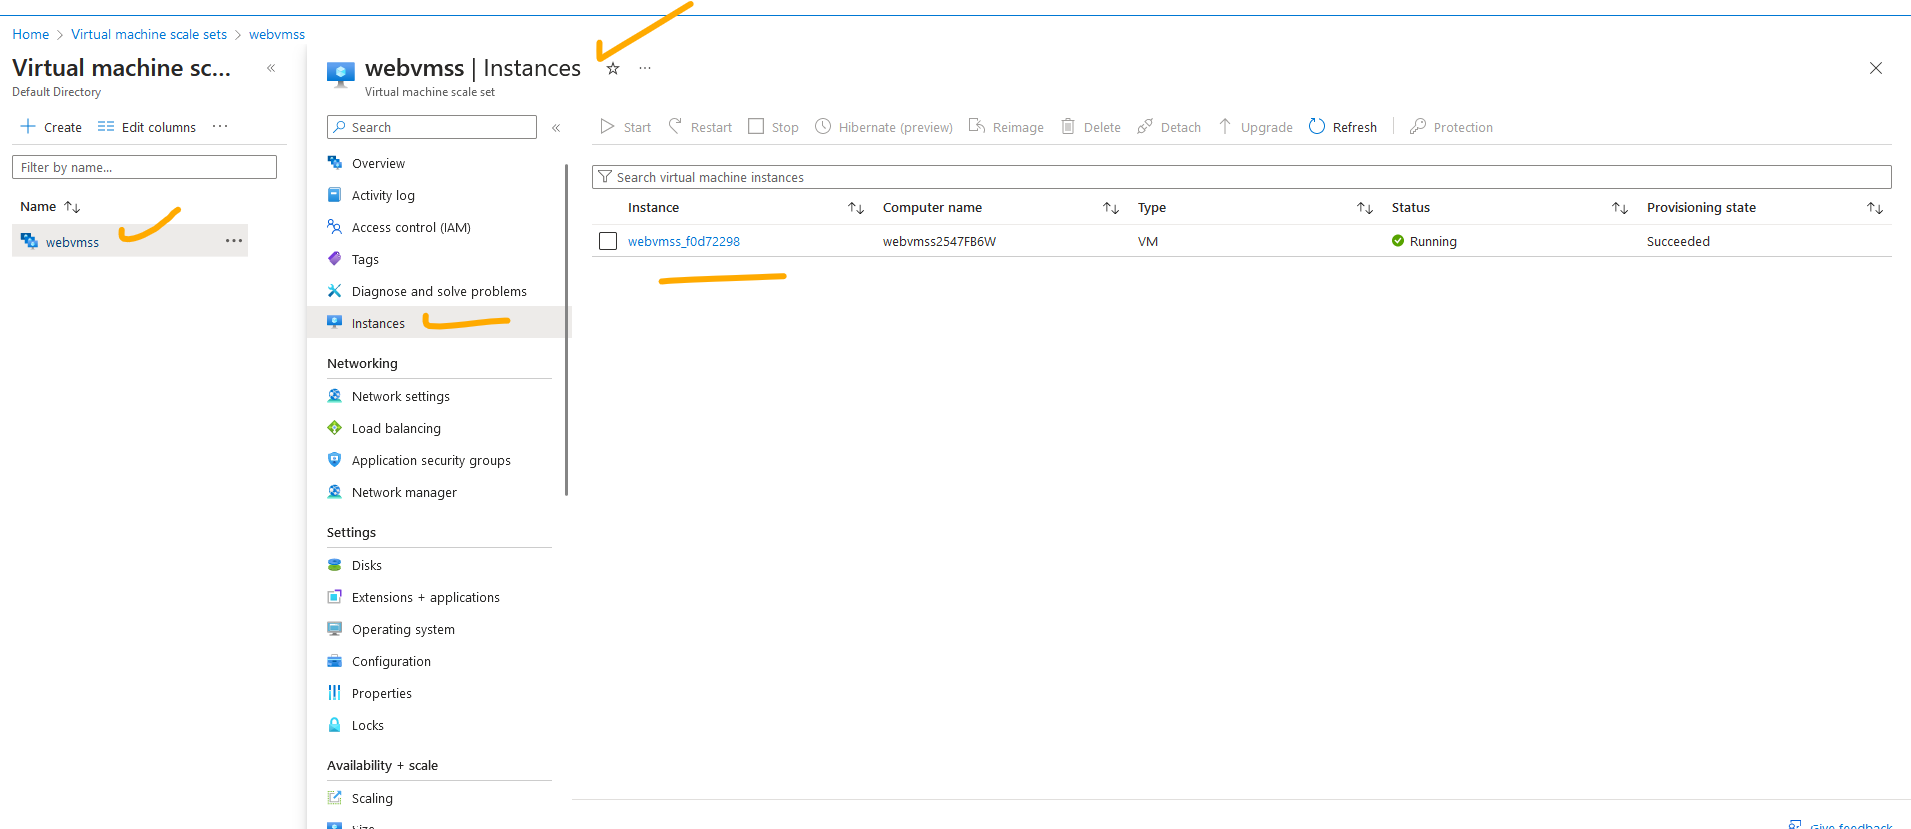 Home > Virtual machine scale sets > webvmss
Virtual machine sc...
Default Directory
Create Edit columns ...
Filter by name...
Name
webvmss ...
webvmss | Instances ...
Virtual machine scale set
Search
Overview
Activity log
Access control (IAM)
Tags
Diagnose and solve problems
Instances
Networking
Network settings
Load balancing
Application security groups
Network manager
Settings
Disks
Extensions + applications
Operating system
Configuration
Properties
Locks
Availability + scale
Scaling
Size
Start Restart Stop Hibernate (preview) Reimage Delete Detach Upgrade Refresh Protection
Search virtual machine instances
Instance Computer name Type Status Provisioning state
webvmss_f0d72298 webvmss2547FB6W VM Running Succeeded
Give feedback